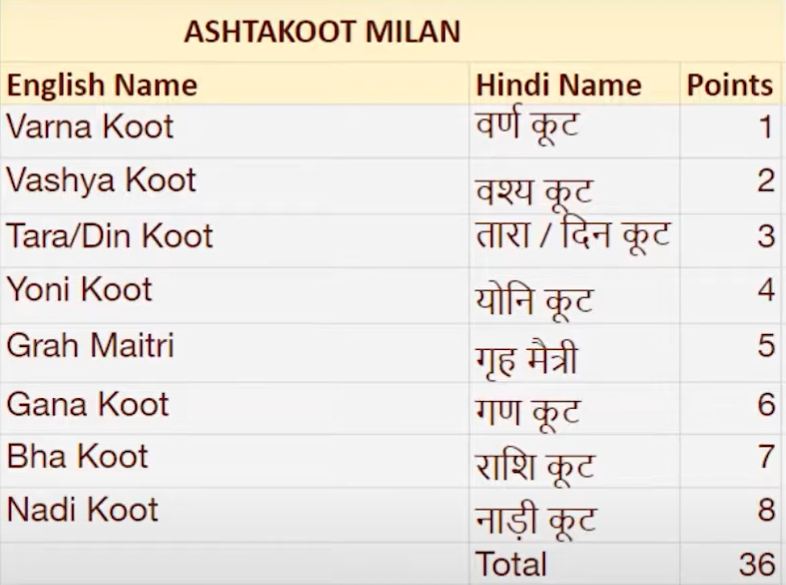 ASHTAKOOT MILAN
English Name Hindi Name Points
Varna Koot वर्ण कूट 1
Vashya Koot वश्य कूट 2
Tara/Din Koot तारा / दिन कूट 3
Yoni Koot योनि कूट 4
Grah Maitri गृह मैत्री 5
Gana Koot गण कूट 6
Bha Koot राशि कूट 7
Nadi Koot नाड़ी कूट 8
Total 36